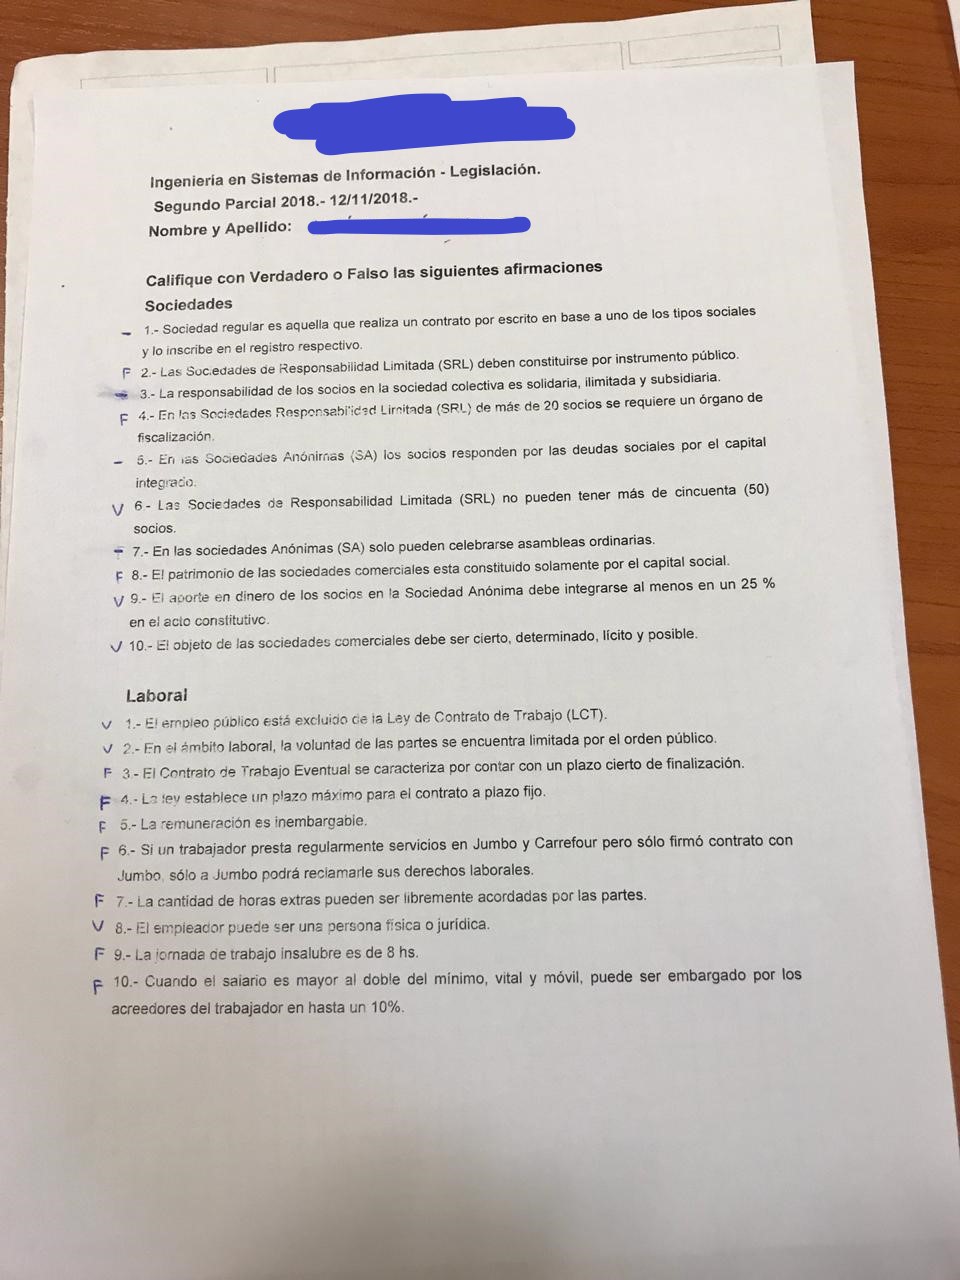 Ingeniería en Sistemas de Información - Legislación.
Segundo Parcial 2018.- 12/11/2018.-
Nombre y Apellido:
Califique con Verdadero o Falso las siguientes afirmaciones
Sociedades
- 1.- Sociedad regular es aquella que realiza un contrato por escrito en base a uno de los tipos sociales
y lo inscribe en el registro respectivo.
F 2.- Las Sociedades de Responsabilidad Limitada (SRL) deben constituirse por instrumento público.
- 3.- La responsabilidad de los socios en la sociedad colectiva es solidaria, ilimitada y subsidiaria.
F 4.- En las Sociedades Responsabilidad Limitada (SRL) de más de 20 socios se requiere un órgano de
fiscalización.
- 5.- En las Sociedades Anónimas (SA) los socios responden por las deudas sociales por el capital
integrado.
V 6.- Las Sociedades de Responsabilidad Limitada (SRL) no pueden tener más de cincuenta (50)
socios.
- 7.- En las sociedades Anónimas (SA) solo pueden celebrarse asambleas ordinarias.
F 8.- El patrimonio de las sociedades comerciales esta constituido solamente por el capital social.
V 9.- El aporte en dinero de los socios en la Sociedad Anónima debe integrarse al menos en un 25 %
en el acto constitutivo.
V 10.- El objeto de las sociedades comerciales debe ser cierto, determinado, lícito y posible.
Laboral
V 1.- El empleo público está excluido de la Ley de Contrato de Trabajo (LCT).
V 2.- En el ámbito laboral, la voluntad de las partes se encuentra limitada por el orden público.
F 3.- El Contrato de Trabajo Eventual se caracteriza por contar con un plazo cierto de finalización.
F 4.- La ley establece un plazo máximo para el contrato a plazo fijo.
F 5.- La remuneración es inembargable.
F 6.- Si un trabajador presta regularmente servicios en Jumbo y Carrefour pero sólo firmó contrato con
Jumbo, sólo a Jumbo podrá reclamarle sus derechos laborales.
F 7.- La cantidad de horas extras pueden ser libremente acordadas por las partes.
V 8.- El empleador puede ser una persona física o jurídica.
F 9.- La jornada de trabajo insalubre es de 8 hs.
F 10.- Cuando el salario es mayor al doble del mínimo, vital y móvil, puede ser embargado por los
acreedores del trabajador en hasta un 10%.